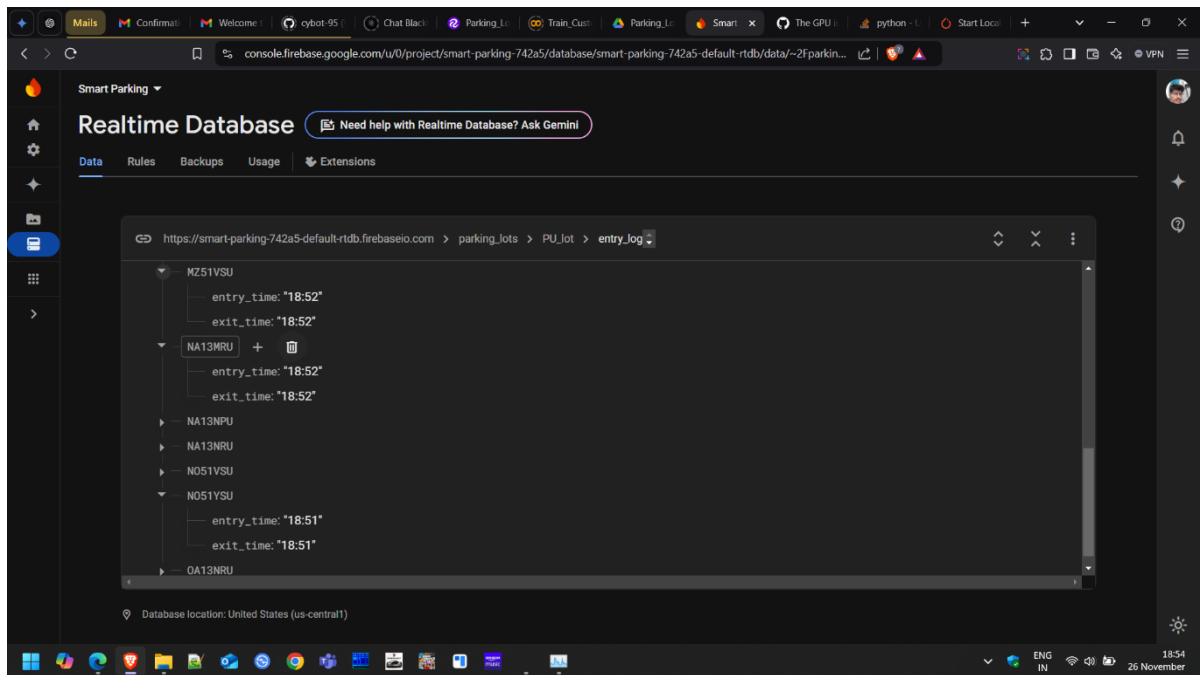 Mails
Confirmati
Welcome t
cybot-95 (
Chat Black
Parking_Lo
Train_Cust
Parking_Lo
Smart
The GPU i
python - U
Start Local
console.firebase.google.com/u/0/project/smart-parking-742a5/database/smart-parking-742a5-default-rtdb/data/~2Fparkin...
VPN
Smart Parking
Realtime Database
Need help with Realtime Database? Ask Gemini
Data Rules Backups Usage Extensions
https://smart-parking-742a5-default-rtdb.firebaseio.com > parking_lots > PU_lot > entry_log
MZ51VSU
entry_time: "18:52"
exit_time: "18:52"
NA13MRU
entry_time: "18:52"
exit_time: "18:52"
NA13NPU
NA13NRU
NO51VSU
NO51YSU
entry_time: "18:51"
exit_time: "18:51"
OA13NRU
Database location: United States (us-central1)
ENG
IN
18:54
26 November